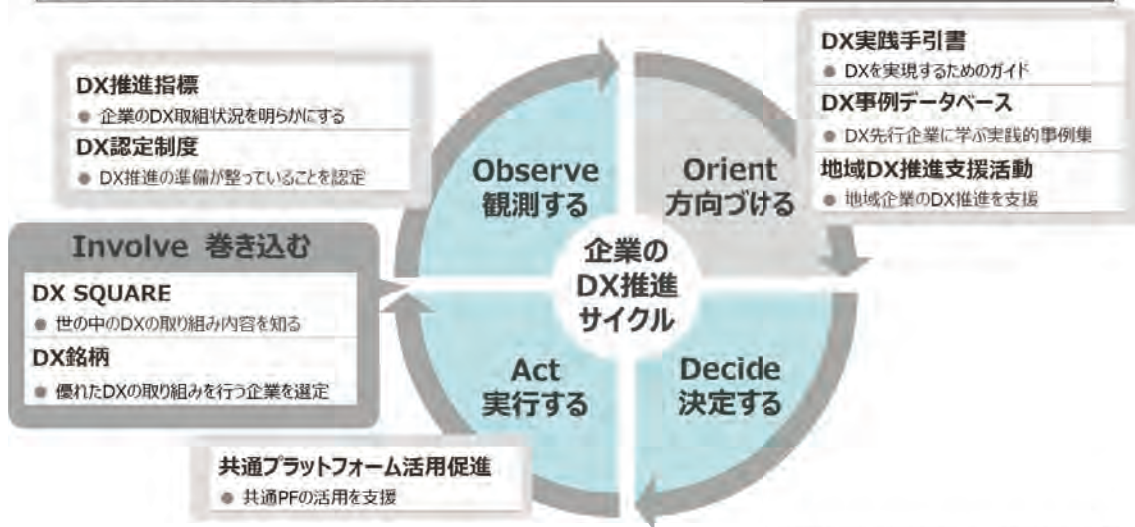 DX推進指標
● 企業のDX取組状況を明らかにする
DX認定制度
● DX推進の準備が整っていることを認定
Involve 巻き込む
DX SQUARE
● 世の中のDXの取り組み内容を知る
DX銘柄
● 優れたDXの取り組みを行う企業を選定
共通プラットフォーム活用促進
● 共通PFの活用を支援
Observe
観測する
Orient
方向づける
企業の
DX推進
サイクル
Act
実行する
Decide
決定する
DX実践手引書
● DXを実現するためのガイド
DX事例データベース
● DX先行企業に学ぶ実践的事例集
地域DX推進支援活動
● 地域企業のDX推進を支援